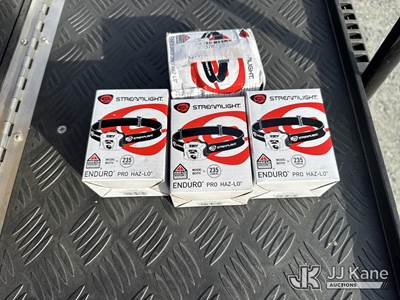 STREAMLIGHT
235
ENDURO® PRO HAZ-LO®
STREAMLIGHT
235
ENDURO® PRO HAZ-LO®
STREAMLIGHT
235
ENDURO® PRO HAZ-LO®
JK JJ Kane
AUCTIONS